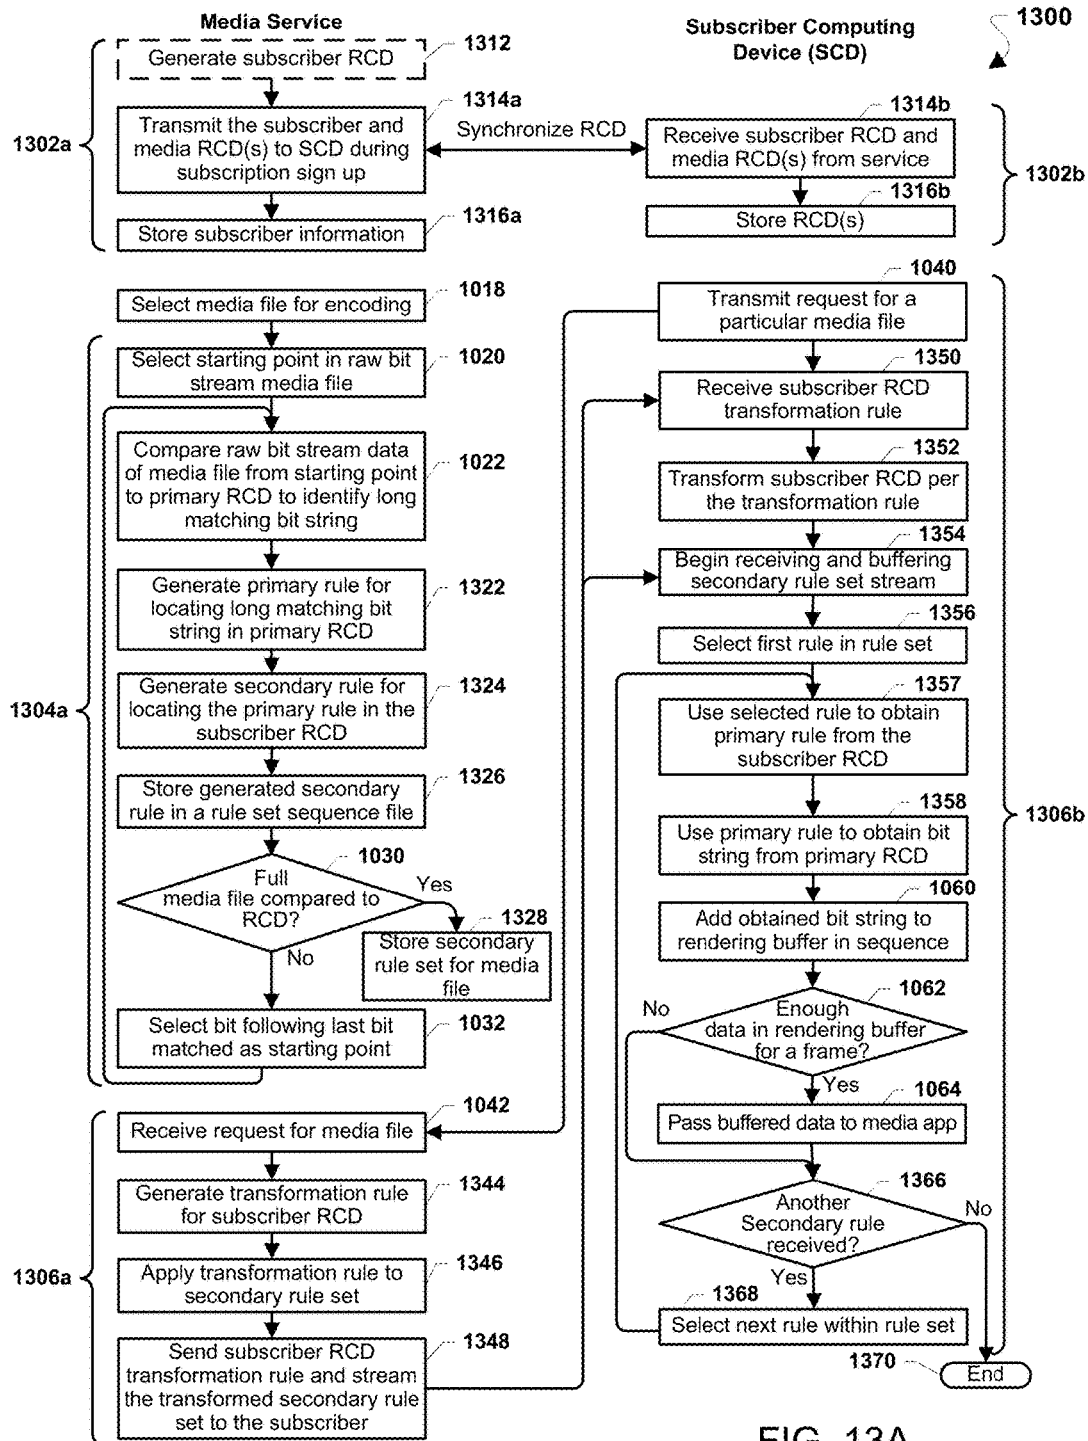 Media Service
Subscriber Computing
Device (SCD)
1300
Generate subscriber RCD
1312
1302a
Transmit the subscriber and
media RCD(s) to SCD during
subscription sign up
1314a
Synchronize RCD
1314b
Receive subscriber RCD and
media RCD(s) from service
1302b
1316b
Store RCD(s)
Store subscriber information
1316a
Select media file for encoding
1018
1304a
Select starting point in raw bit
stream media file
1020
Compare raw bit stream data
of media file from starting point
to primary RCD to identify long
matching bit string
1022
Generate primary rule for
locating long matching bit
string in primary RCD
1322
Generate secondary rule for
locating the primary rule in the
subscriber RCD
1324
Store generated secondary
rule in a rule set sequence file
1326
1030
Full
media file compared to
RCD?
Yes
1328
Store secondary
rule set for media
file
No
Select bit following last bit
matched as starting point
1032
1306a
Receive request for media file
1042
Generate transformation rule
for subscriber RCD
1344
Apply transformation rule to
secondary rule set
1346
Send subscriber RCD
transformation rule and stream
the transformed secondary rule
set to the subscriber
1348
1040
Transmit request for a
particular media file
1350
Receive subscriber RCD
transformation rule
1352
Transform subscriber RCD per
the transformation rule
1354
Begin receiving and buffering
secondary rule set stream
1356
Select first rule in rule set
1357
Use selected rule to obtain
primary rule from the
subscriber RCD
1358
Use primary rule to obtain bit
string from primary RCD
1306b
1060
Add obtained bit string to
rendering buffer in sequence
1062
No
Enough
data in rendering buffer
for a frame?
Yes
1064
Pass buffered data to media app
1366
Another
Secondary rule
received?
No
Yes
1368
Select next rule within rule set
1370
End
FIG. 13A